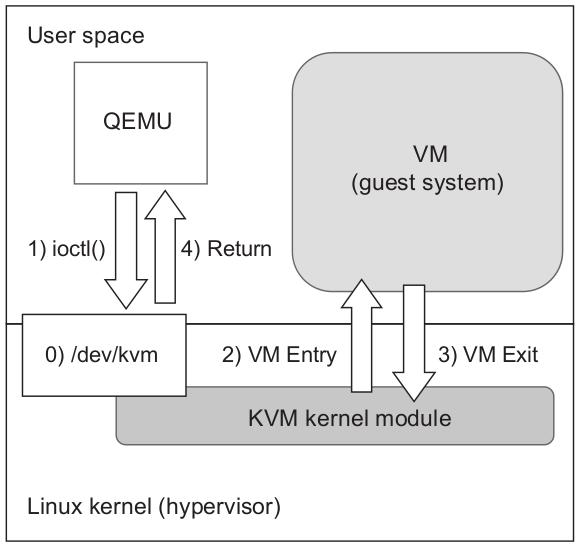 User space
QEMU
VM
(guest system)
1) ioctl()
4) Return
0) /dev/kvm
2) VM Entry
3) VM Exit
KVM kernel module
Linux kernel (hypervisor)